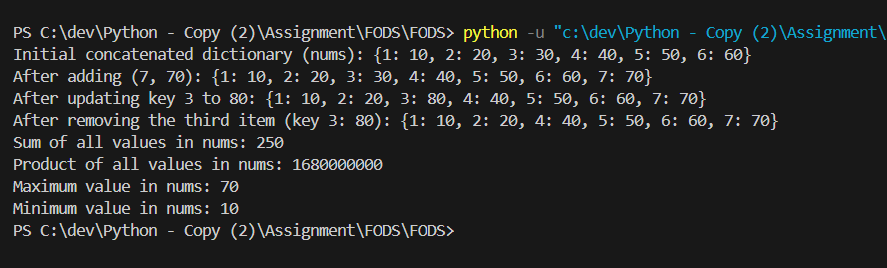 PS C:\dev\Python - Copy (2)\Assignment\FODS\FODS> python -u "c:\dev\Python - Copy (2)\Assignment\
Initial concatenated dictionary (nums): {1: 10, 2: 20, 3: 30, 4: 40, 5: 50, 6: 60}
After adding (7, 70): {1: 10, 2: 20, 3: 30, 4: 40, 5: 50, 6: 60, 7: 70}
After updating key 3 to 80: {1: 10, 2: 20, 3: 80, 4: 40, 5: 50, 6: 60, 7: 70}
After removing the third item (key 3: 80): {1: 10, 2: 20, 4: 40, 5: 50, 6: 60, 7: 70}
Sum of all values in nums: 250
Product of all values in nums: 1680000000
Maximum value in nums: 70
Minimum value in nums: 10
PS C:\dev\Python - Copy (2)\Assignment\FODS\FODS>